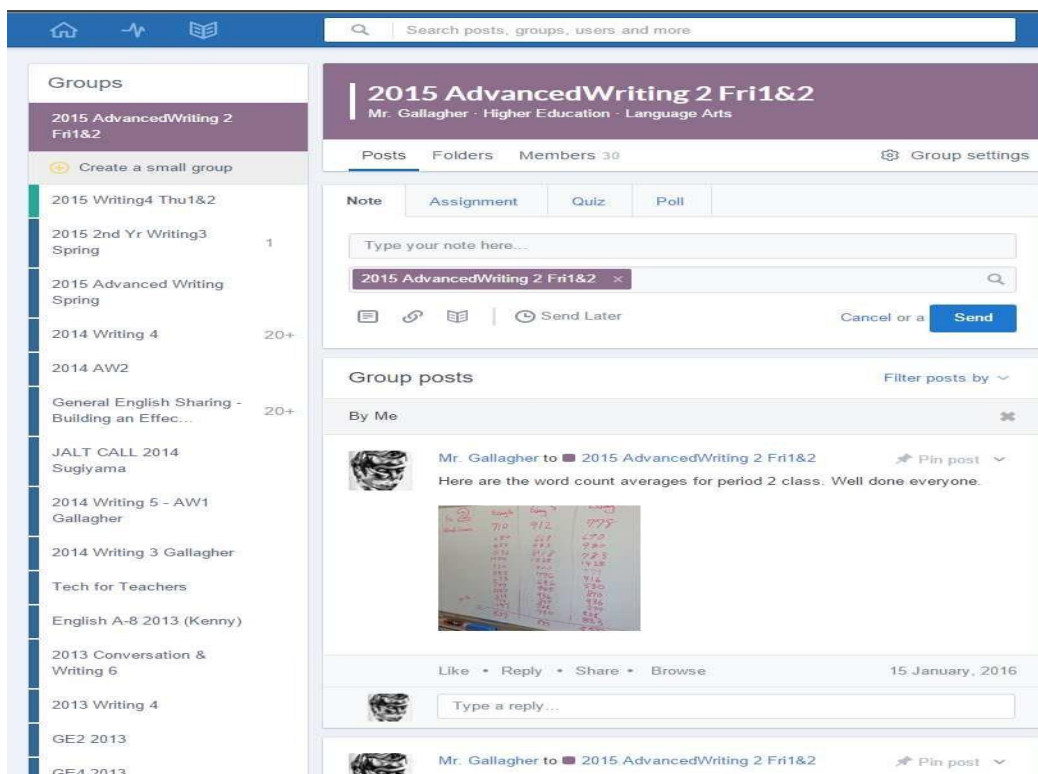 Search posts, groups, users and more
Groups
2015 AdvancedWriting 2
Fri1&2
Create a small group
2015 Writing4 Thu1&2
2015 2nd Yr Writing3
Spring
1
2015 Advanced Writing
Spring
2014 Writing 4
20+
2014 AW2
General English Sharing -
Building an Effec...
20+
JALT CALL 2014
Sugiyama
2014 Writing 5 - AW1
Gallagher
2014 Writing 3 Gallagher
Tech for Teachers
English A-8 2013 (Kenny)
2013 Conversation &
Writing 6
2013 Writing 4
GE2 2013
GE4 2013
2015 AdvancedWriting 2 Fri1&2
Mr. Gallagher · Higher Education · Language Arts
Posts Folders Members 30
Group settings
Note Assignment Quiz Poll
Type your note here...
2015 AdvancedWriting 2 Fri1&2 ×
Send Later
Cancel or a Send
Group posts
Filter posts by
By Me
Mr. Gallagher to 2015 AdvancedWriting 2 Fri1&2
Pin post
Here are the word count averages for period 2 class. Well done everyone.
710 912 778
Like • Reply • Share • Browse
15 January, 2016
Type a reply...
Mr. Gallagher to 2015 AdvancedWriting 2 Fri1&2
Pin post